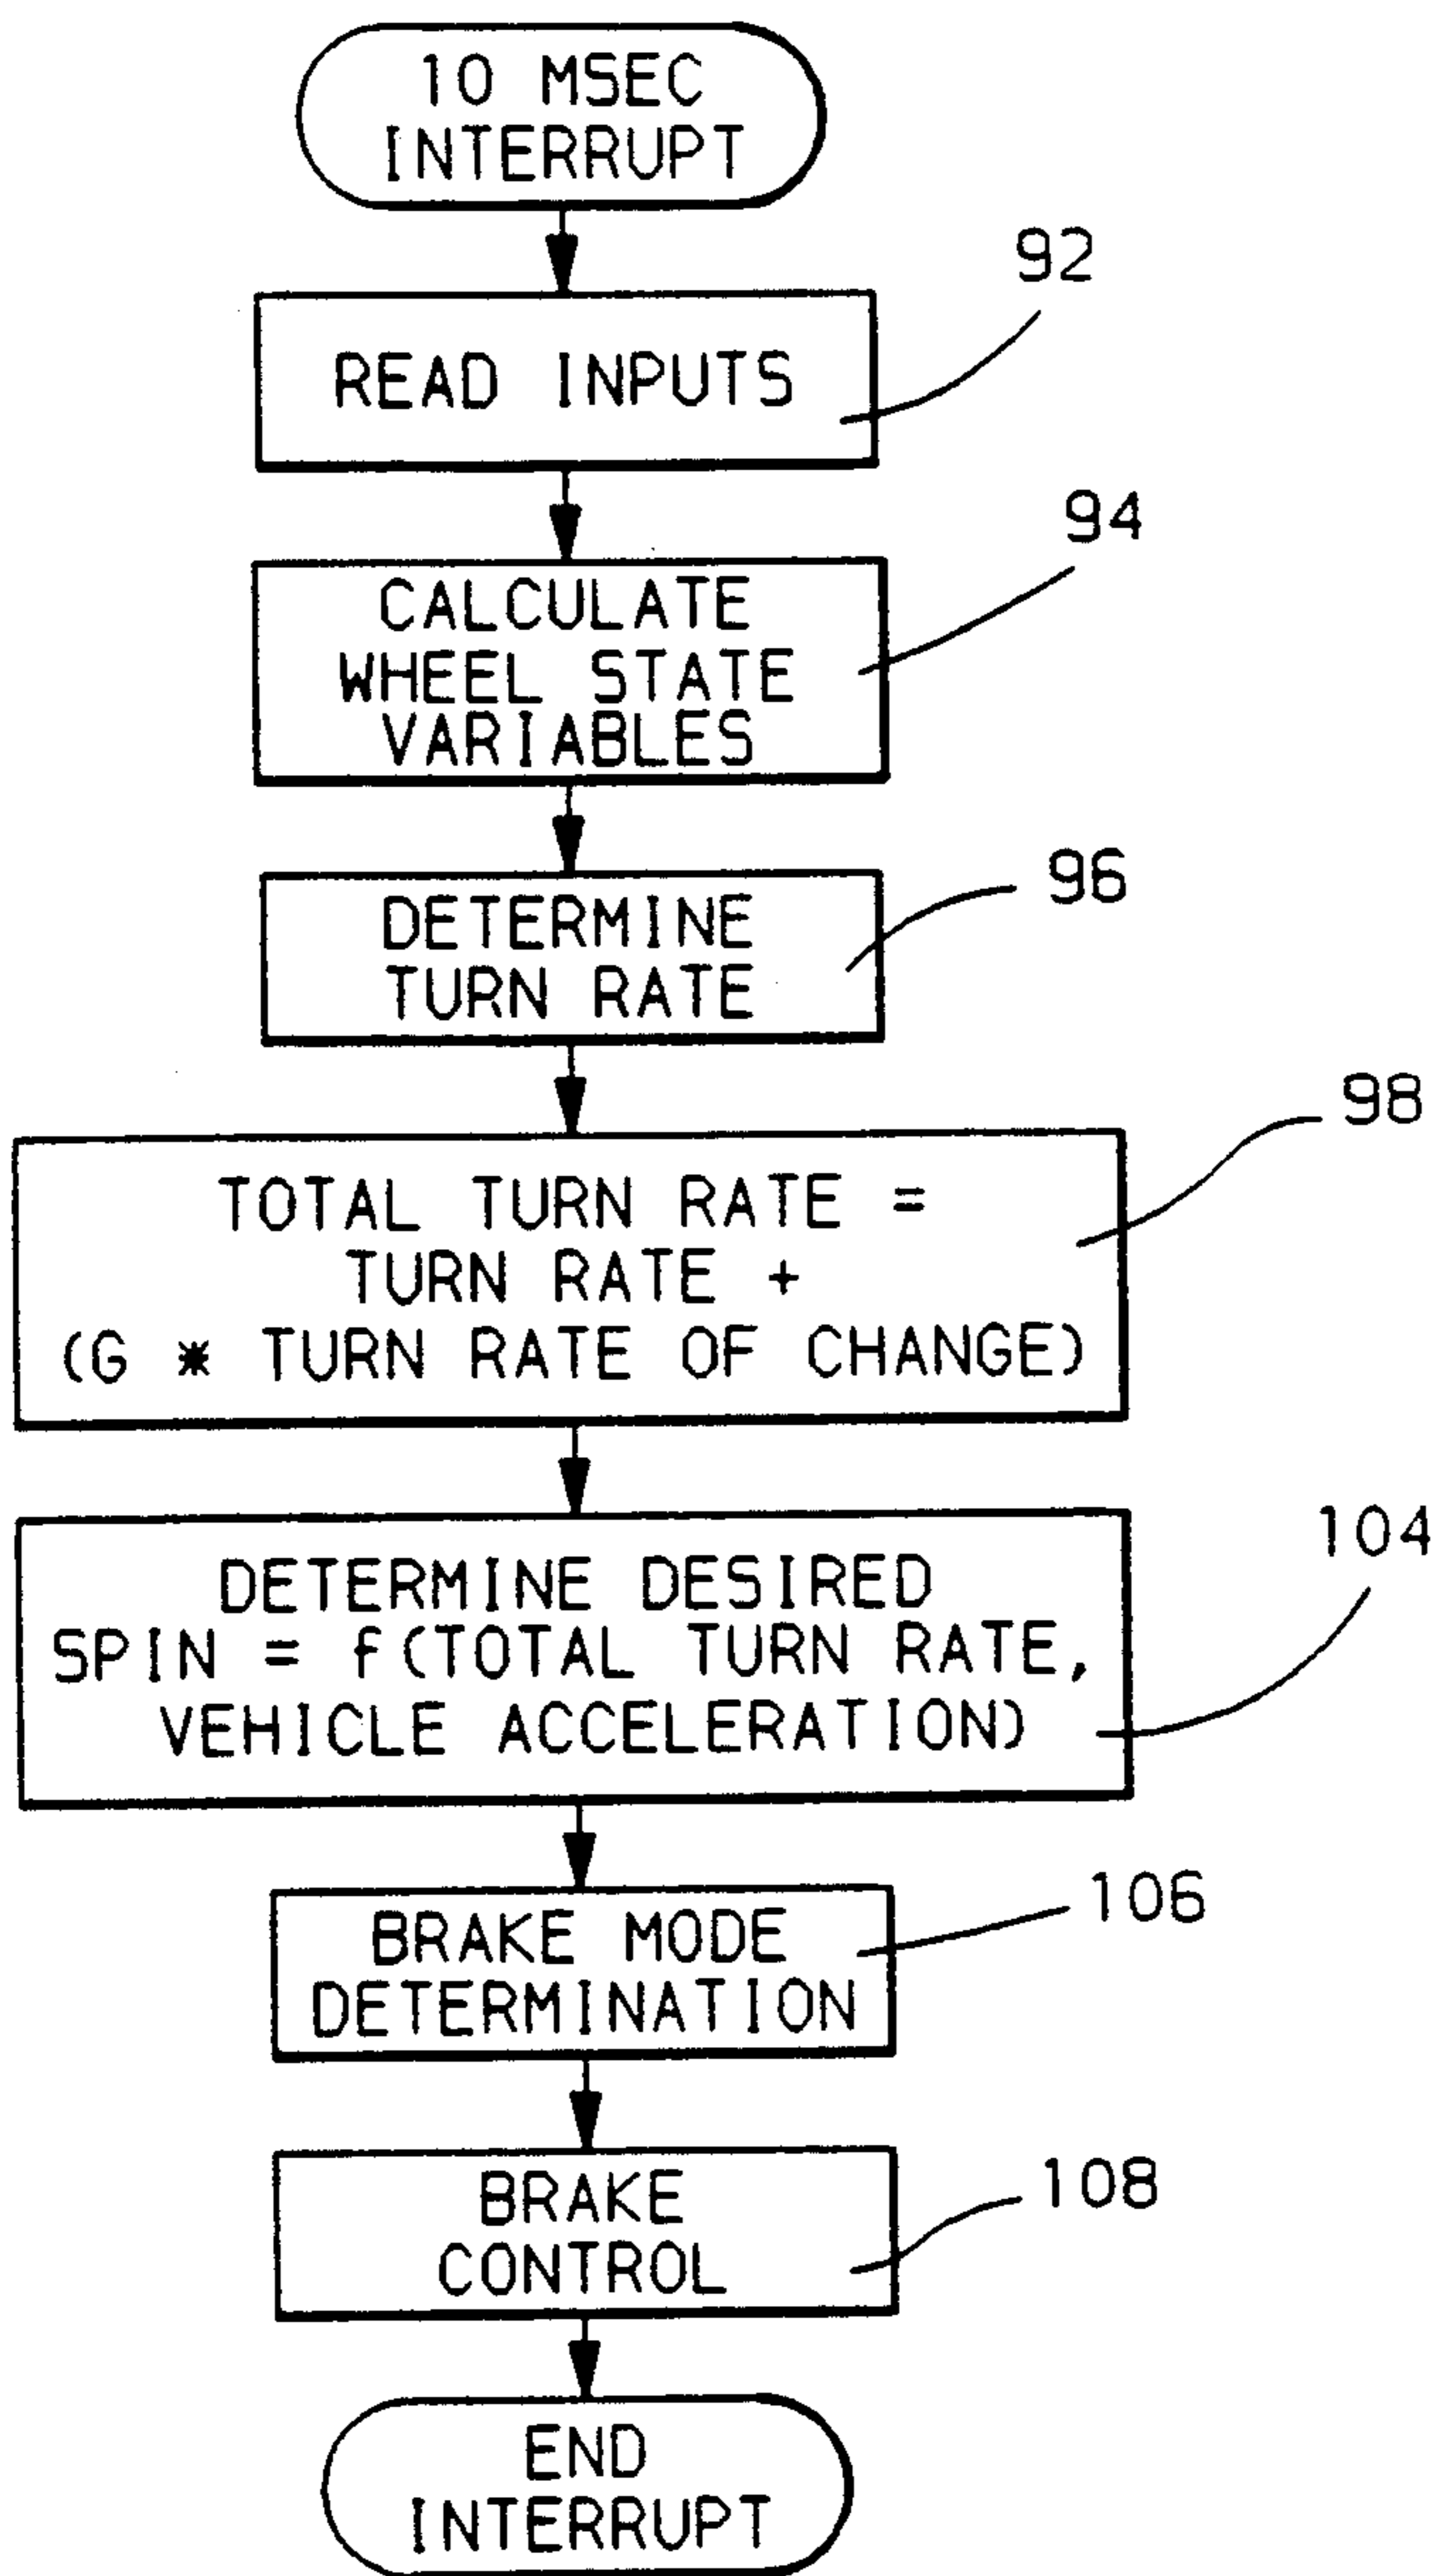 10 MSEC
INTERRUPT
92
READ INPUTS
94
CALCULATE
WHEEL STATE
VARIABLES
96
DETERMINE
TURN RATE
98
TOTAL TURN RATE =
TURN RATE +
(G * TURN RATE OF CHANGE)
104
DETERMINE DESIRED
SPIN = f(TOTAL TURN RATE,
VEHICLE ACCELERATION)
106
BRAKE MODE
DETERMINATION
108
BRAKE
CONTROL
END
INTERRUPT